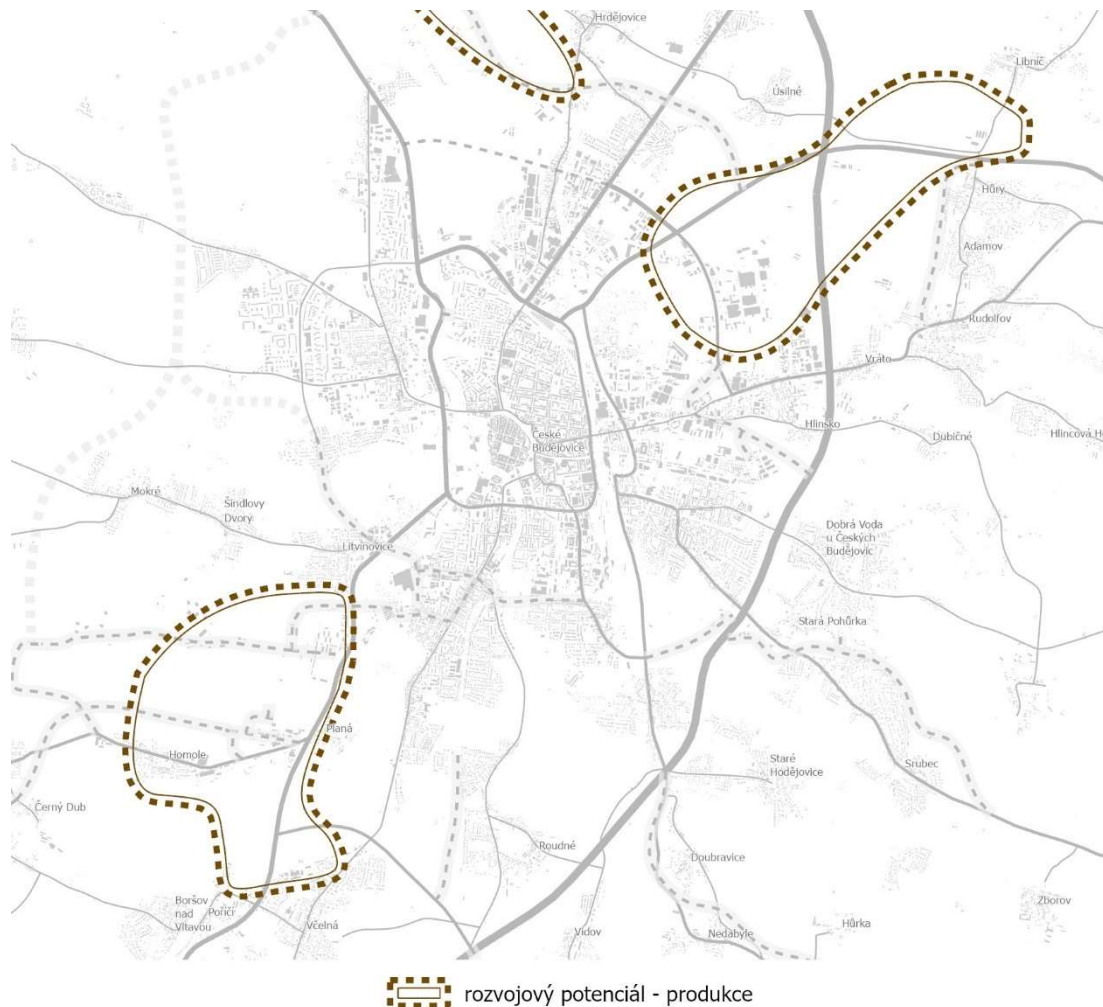 Hrdějovice
Libníč
Úsilné
Hůry
Adamov
Rudolfov
Vráto
Hlinsko
Dubičné
Hlincová H
České
Budějovice
Mokré
Šindlovy
Dvory
Litvínovice
Dobrá Voda
u Českých
Budějovic
Stará Pohůrka
Planá
Homole
Staré
Hodějovice
Srubec
Černý Dub
Roudné
Doubravice
Boršov
nad
Vltavou
Poříčí
Včelná
Vidov
Nedabyle
Hůrka
Zborov
rozvojový potenciál - produkce